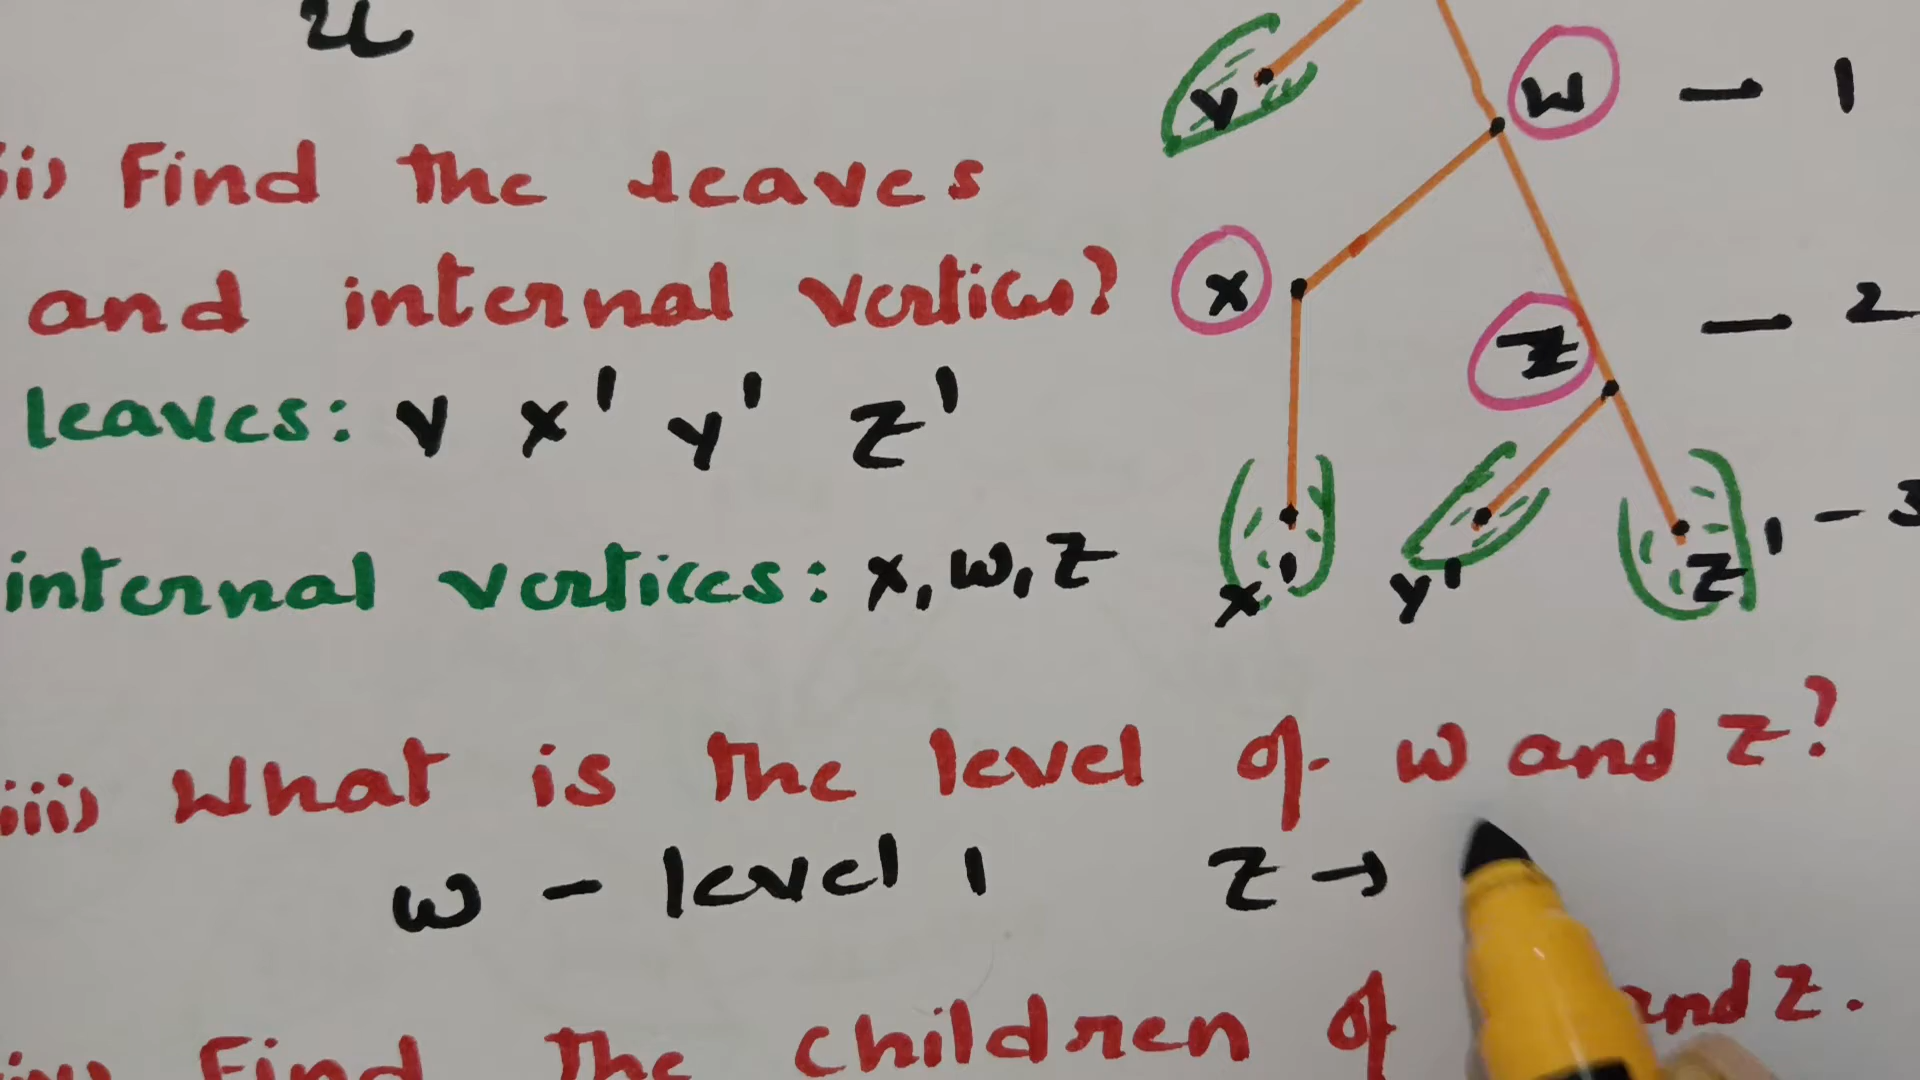 u
ii) Find the leaves
and internal vertices?
leaves: v x' y' z'
internal vertices: x, w, z
v
w - 1
x
z - 2
x' y' z' - 3
iii) What is the level of w and z?
w - level 1 z →
Find the children of and z.